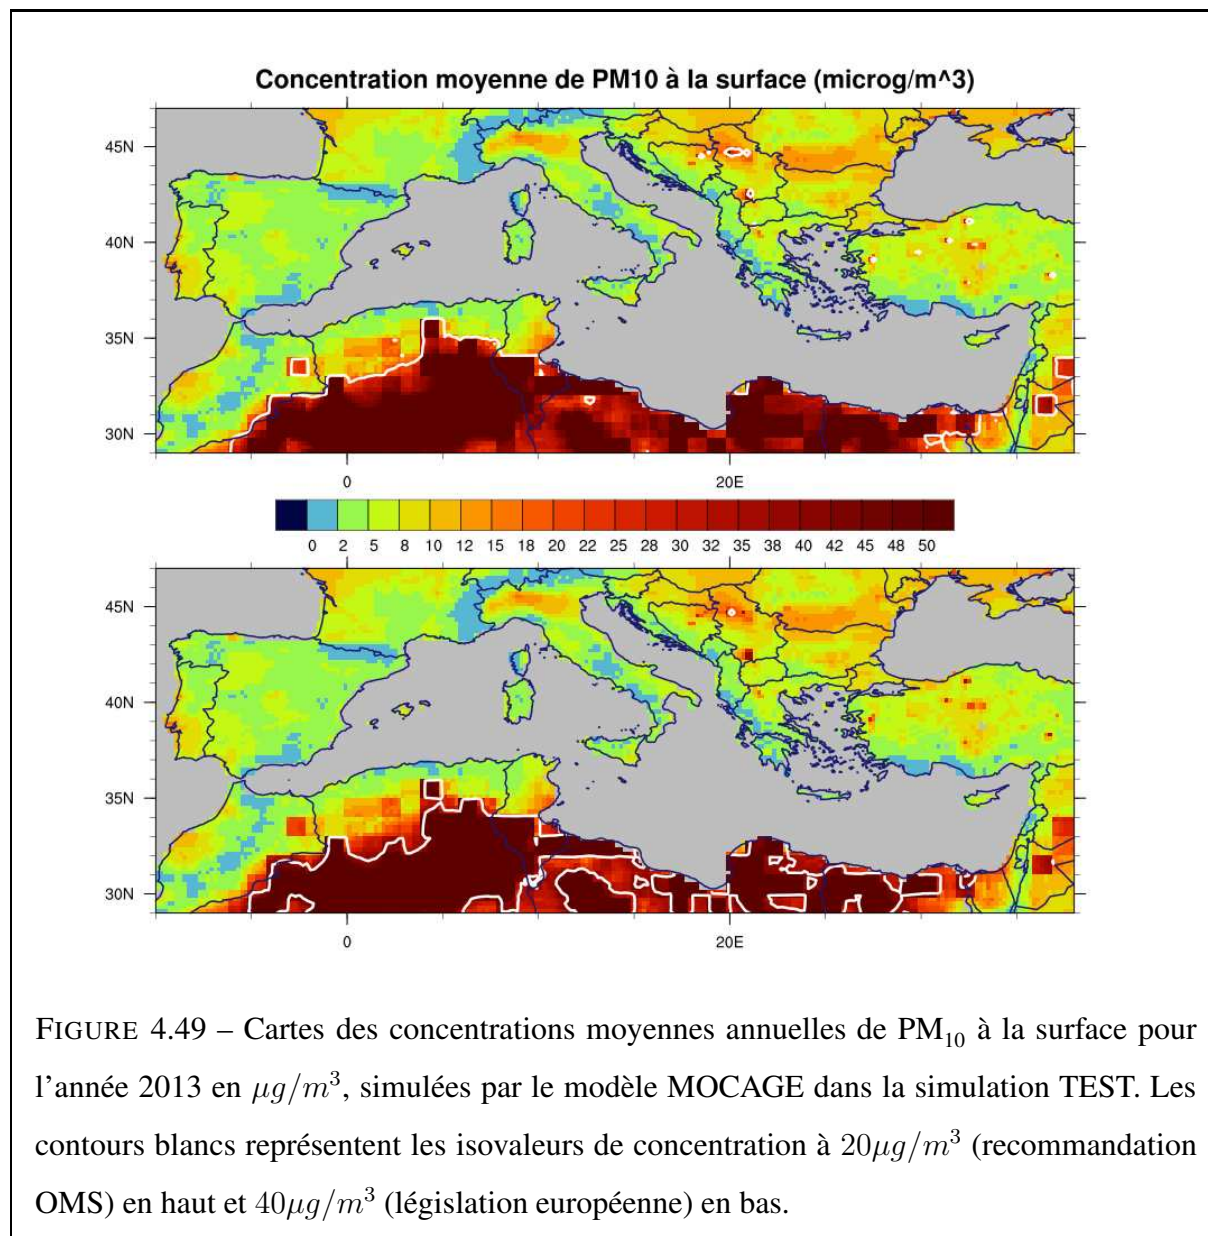 Concentration moyenne de PM10 à la surface (microg/m^3)
45N
40N
35N
30N
0 20E
0 2 5 8 10 12 15 18 20 22 25 28 30 32 35 38 40 42 45 48 50
45N
40N
35N
30N
0 20E
FIGURE 4.49 – Cartes des concentrations moyennes annuelles de PM₁₀ à la surface pour
l'année 2013 en μg/m³, simulées par le modèle MOCAGE dans la simulation TEST. Les
contours blancs représentent les isovaleurs de concentration à 20μg/m³ (recommandation
OMS) en haut et 40μg/m³ (législation européenne) en bas.